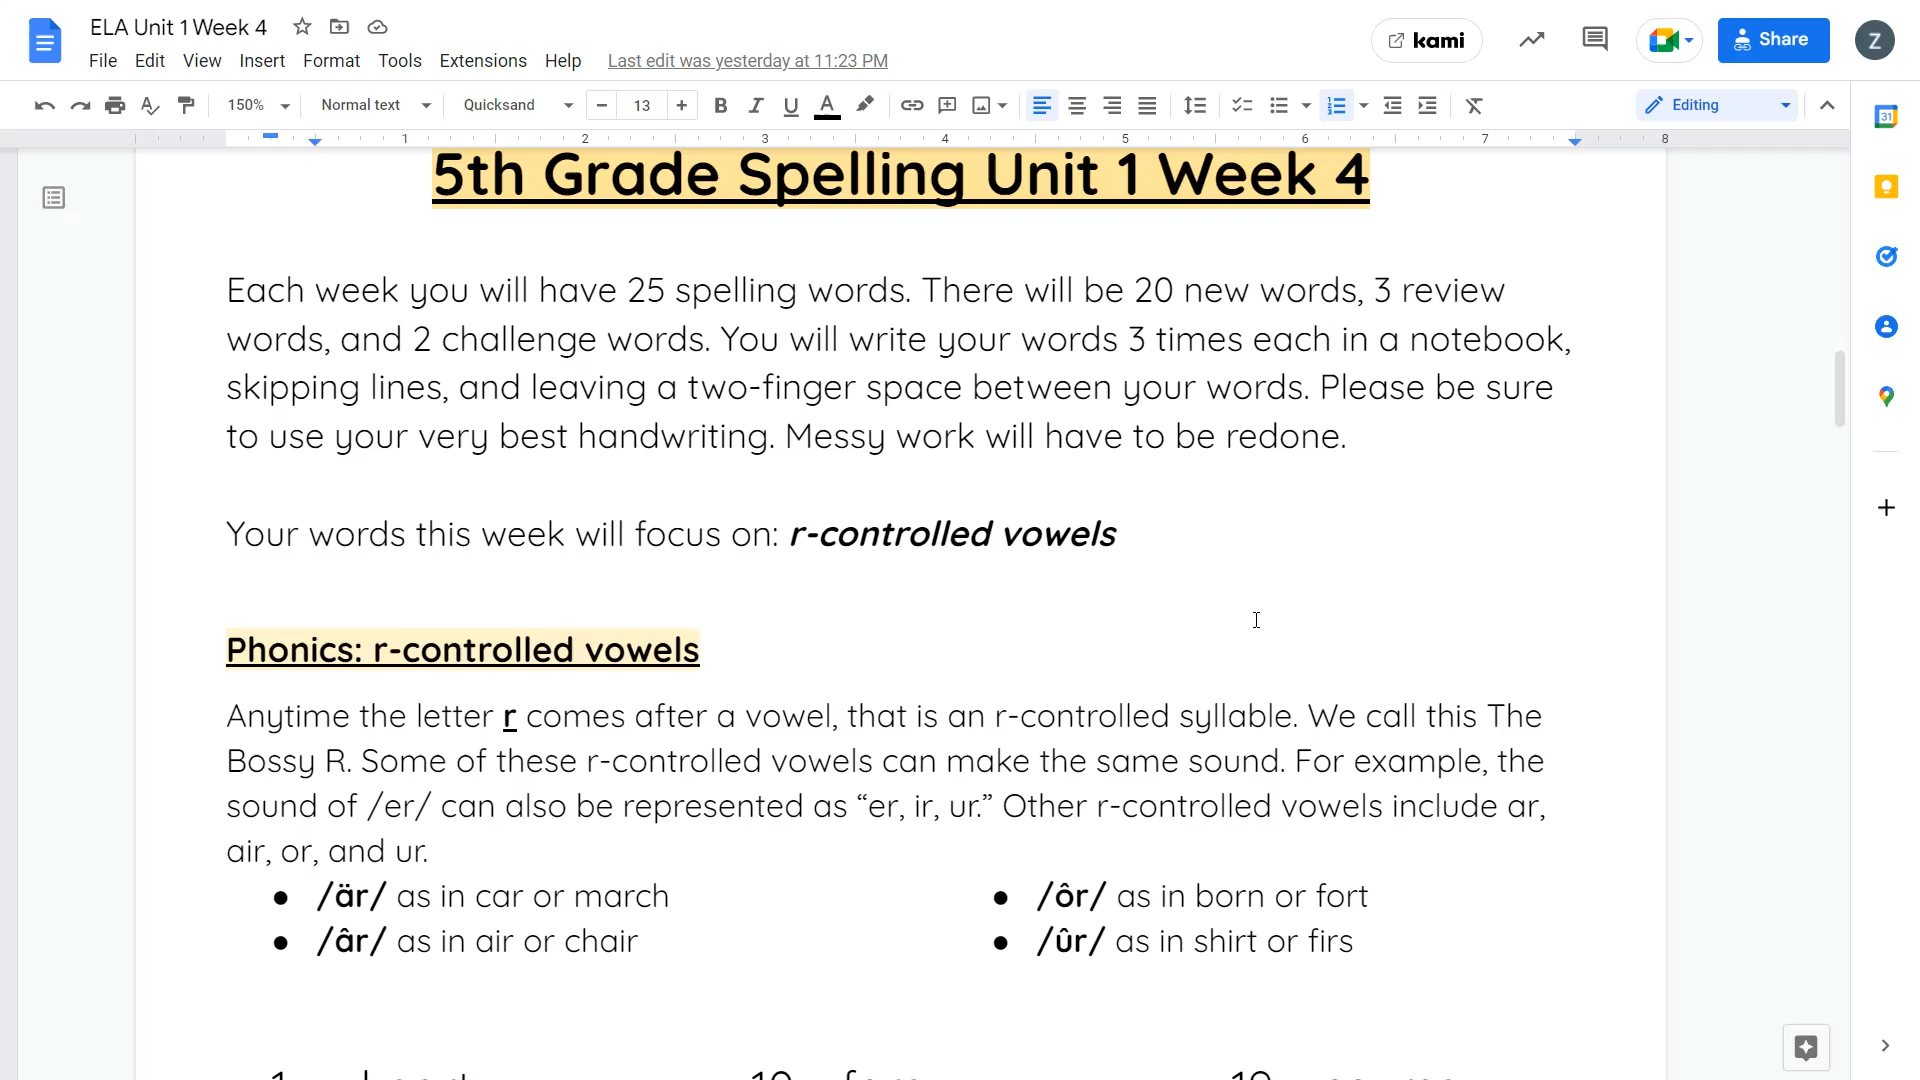 ELA Unit 1 Week 4
kami
Share
Z
File Edit View Insert Format Tools Extensions Help Last edit was yesterday at 11:23 PM
150% Normal text Quicksand 13 Editing
1 2 3 4 5 6 7 8
31
5th Grade Spelling Unit 1 Week 4
Each week you will have 25 spelling words. There will be 20 new words, 3 review
words, and 2 challenge words. You will write your words 3 times each in a notebook,
skipping lines, and leaving a two-finger space between your words. Please be sure
to use your very best handwriting. Messy work will have to be redone.
Your words this week will focus on: r-controlled vowels
Phonics: r-controlled vowels
Anytime the letter r comes after a vowel, that is an r-controlled syllable. We call this The
Bossy R. Some of these r-controlled vowels can make the same sound. For example, the
sound of /er/ can also be represented as “er, ir, ur.” Other r-controlled vowels include ar,
air, or, and ur.
● /är/ as in car or march
● /âr/ as in air or chair
● /ôr/ as in born or fort
● /ûr/ as in shirt or firs